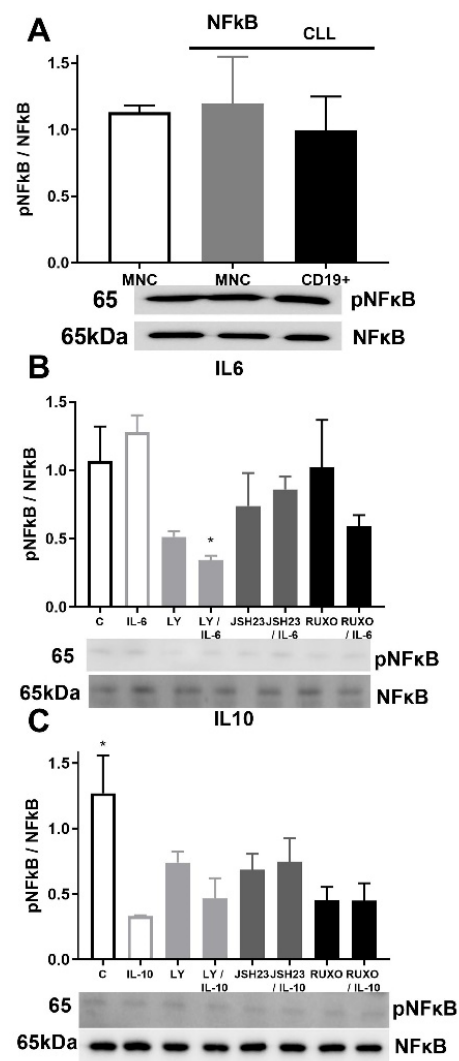 A
NFkB
CLL
pNFkB / NFkB
1.5
1.0
0.5
0.0
MNC MNC CD19+
65 pNFκB
65kDa NFκB
B
IL6
pNFkB / NFkB
1.5
1.0
0.5
0.0
*
C IL-6 LY LY / IL-6 JSH23 JSH23 / IL-6 RUXO RUXO / IL-6
65 pNFκB
65kDa NFκB
C
IL10
pNFkB / NFkB
1.5
1.0
0.5
0.0
*
C IL-10 LY LY / IL-10 JSH23 JSH23 / IL-10 RUXO RUXO / IL-10
65 pNFκB
65kDa NFκB